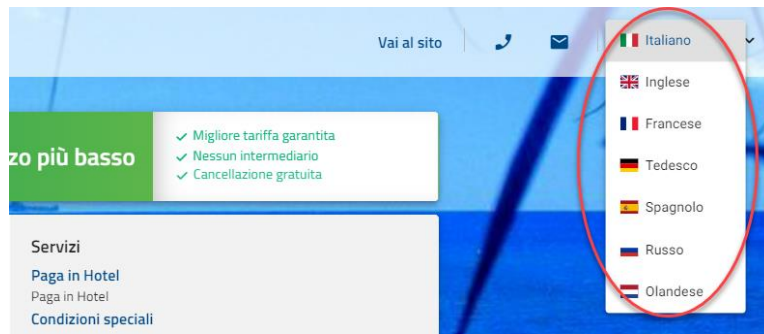 Vai al sito
Italiano
Inglese
Francese
Tedesco
Spagnolo
Russo
Olandese
zo più basso
Migliore tariffa garantita
Nessun intermediario
Cancellazione gratuita
Servizi
Paga in Hotel
Paga in Hotel
Condizioni speciali